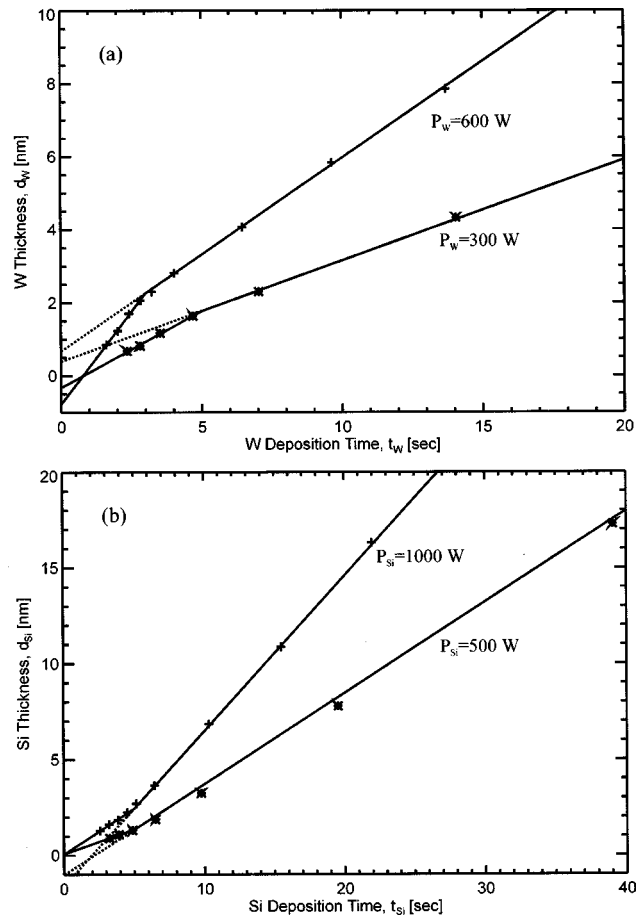 10
(a)
8
P_W=600 W
6
W Thickness, d_W [nm]
4
P_W=300 W
2
0
0 5 10 15 20
W Deposition Time, t_W [sec]
20
(b)
15
P_Si=1000 W
Si Thickness, d_Si [nm]
10
P_Si=500 W
5
0
0 10 20 30 40
Si Deposition Time, t_Si [sec]